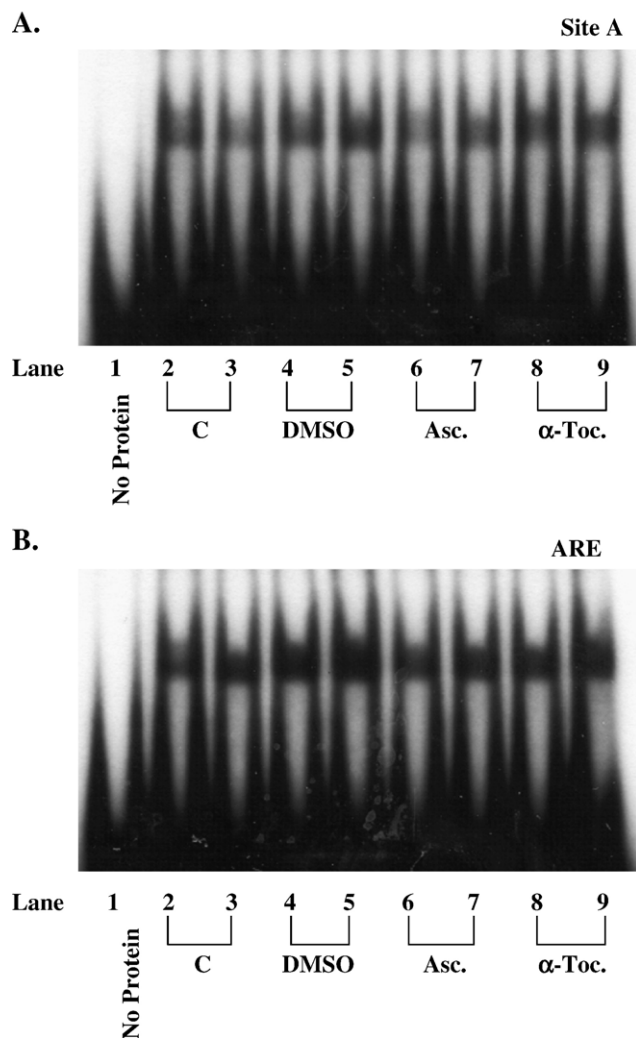 A.
Site A
Lane 1 2 3 4 5 6 7 8 9
No Protein
C DMSO Asc. α-Toc.
B.
ARE
Lane 1 2 3 4 5 6 7 8 9
No Protein
C DMSO Asc. α-Toc.